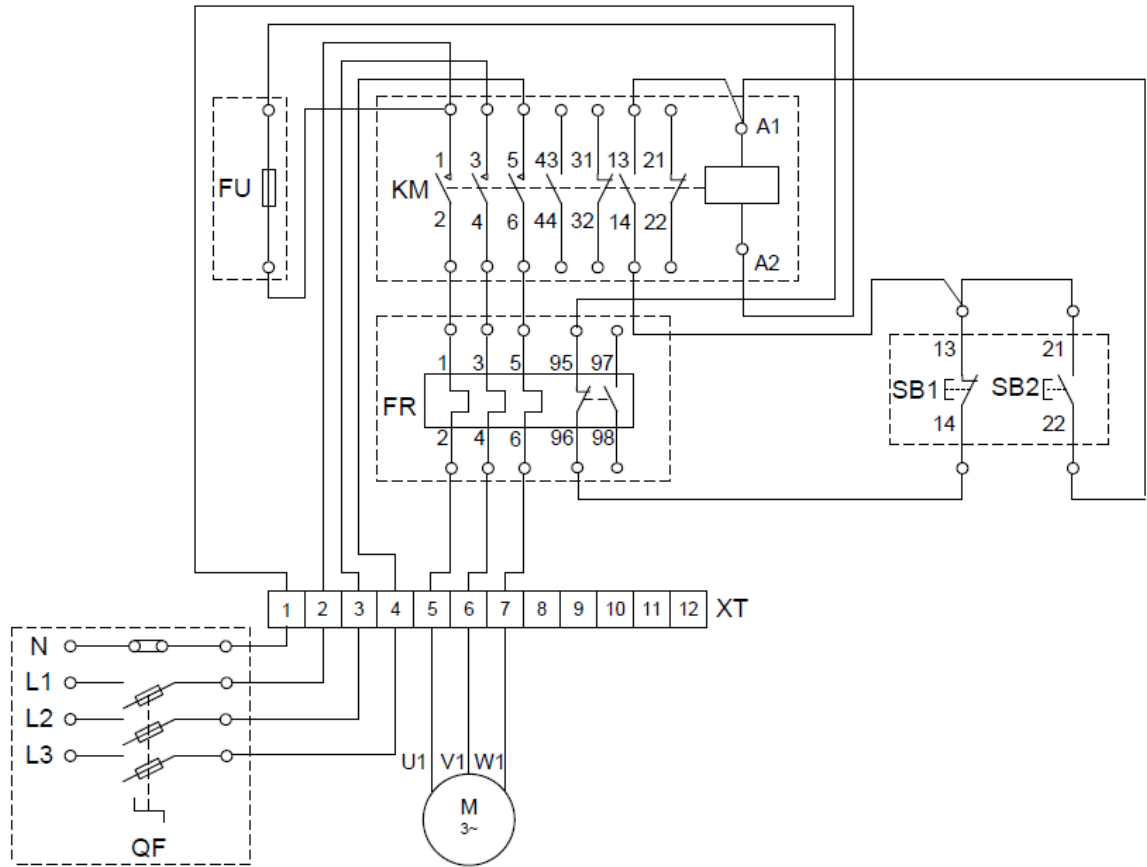 A1
1 3 5 43 31 13 21
FU
KM
2 4 6 44 32 14 22
A2
1 3 5 95 97
FR
2 4 6 96 98
13 21
SB1 SB2
14 22
1 2 3 4 5 6 7 8 9 10 11 12 XT
N
L1
L2
L3
U1 V1 W1
M
3~
QF